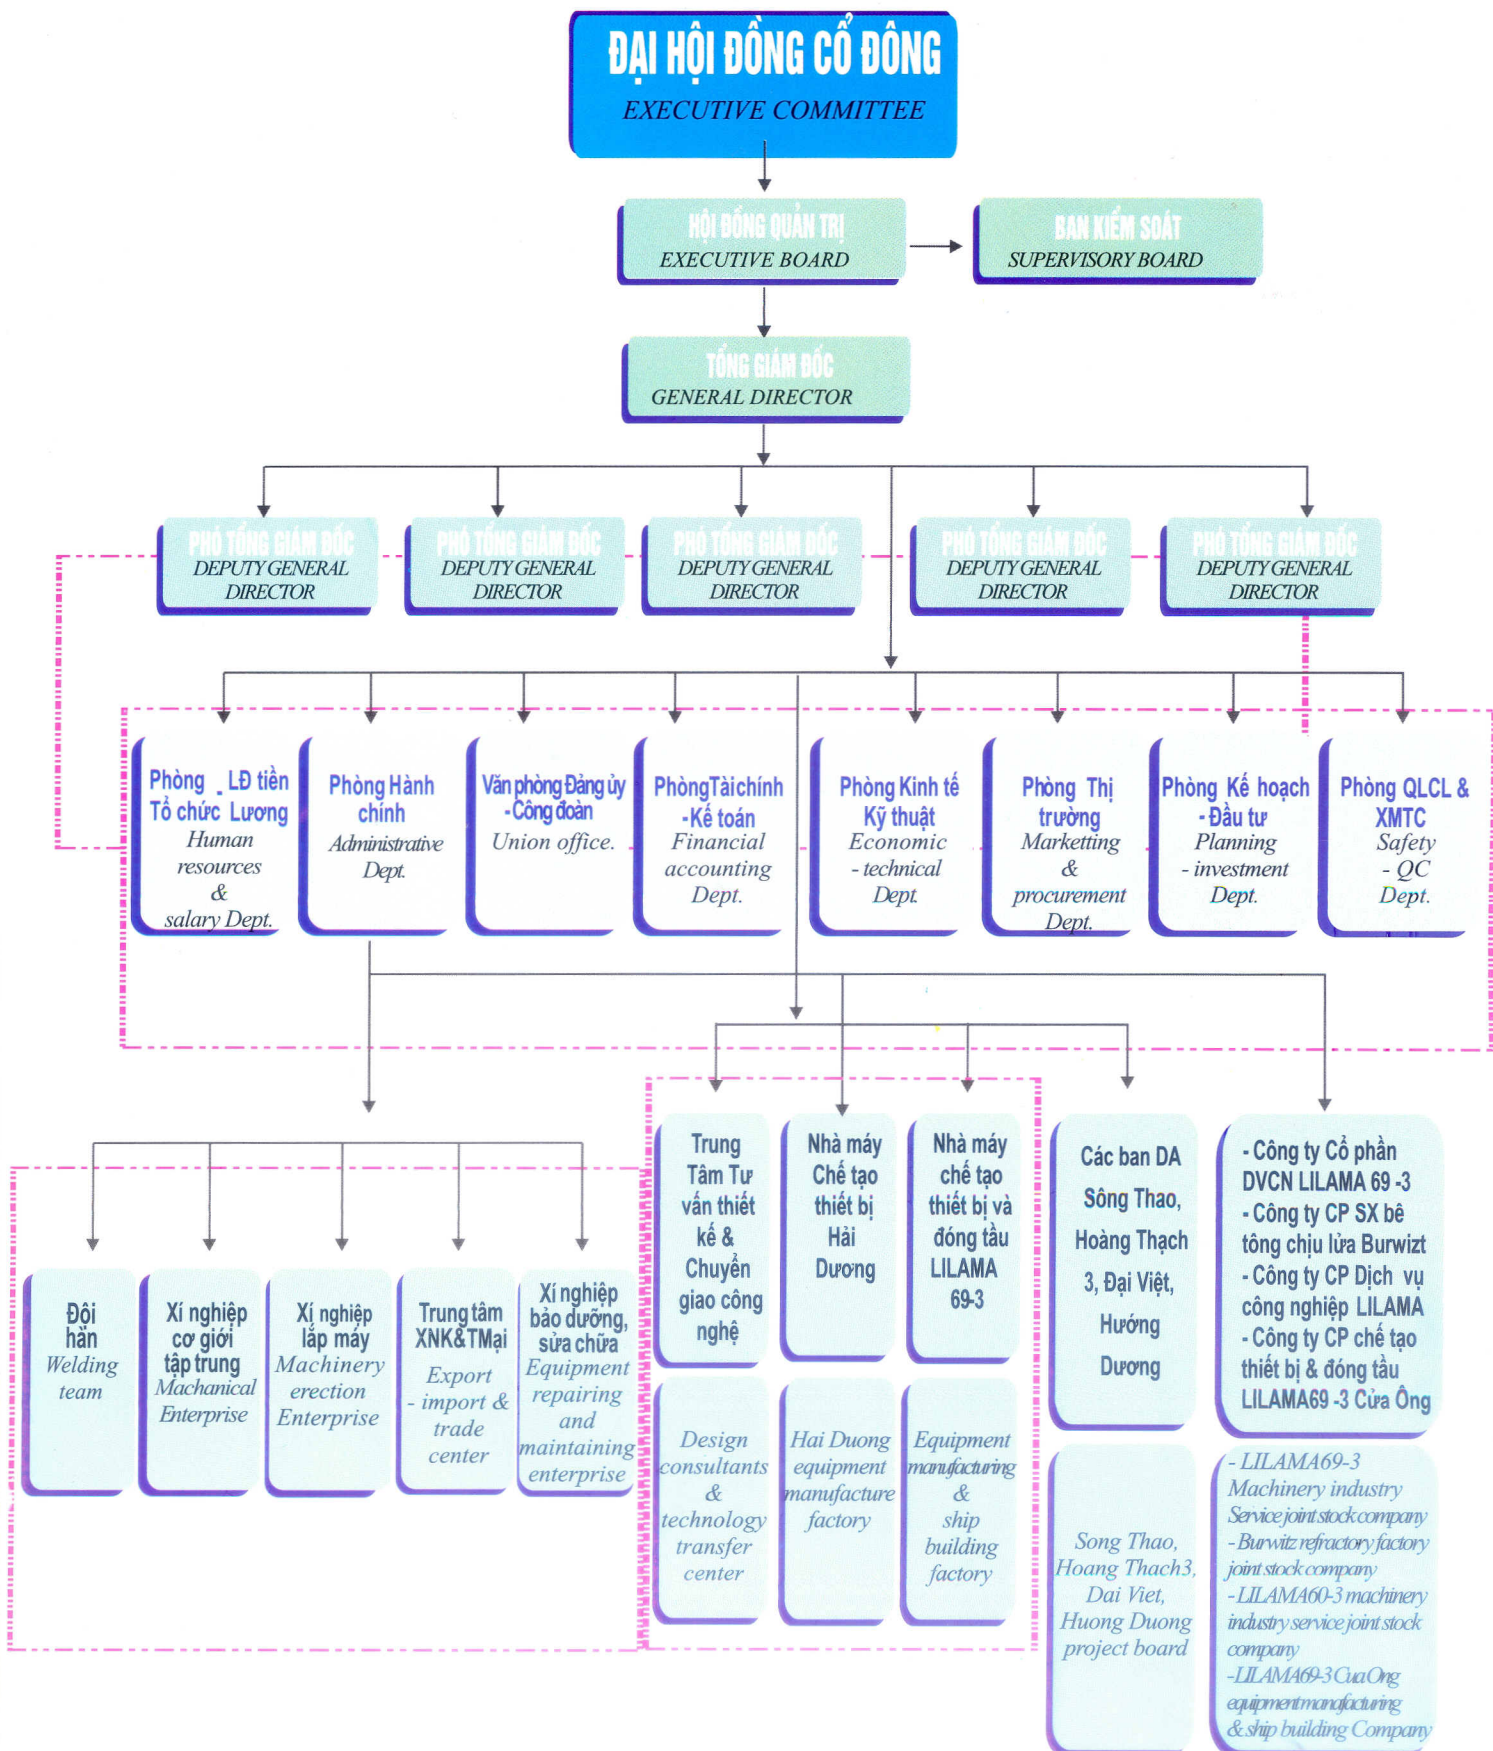 ĐẠI HỘI ĐỒNG CỔ ĐÔNG
EXECUTIVE COMMITTEE
HỘI ĐỒNG QUẢN TRỊ
EXECUTIVE BOARD
BAN KIỂM SOÁT
SUPERVISORY BOARD
TỔNG GIÁM ĐỐC
GENERAL DIRECTOR
PHÓ TỔNG GIÁM ĐỐC
DEPUTY GENERAL
DIRECTOR
PHÓ TỔNG GIÁM ĐỐC
DEPUTY GENERAL
DIRECTOR
PHÓ TỔNG GIÁM ĐỐC
DEPUTY GENERAL
DIRECTOR
PHÓ TỔNG GIÁM ĐỐC
DEPUTY GENERAL
DIRECTOR
PHÓ TỔNG GIÁM ĐỐC
DEPUTY GENERAL
DIRECTOR
Phòng _ LĐ tiền
Tổ chức Lương
Human
resources
&
salary Dept.
Phòng Hành
chính
Administrative
Dept.
Văn phòng Đảng ủy
- Công đoàn
Union office.
Phòng Tài chính
- Kế toán
Financial
accounting
Dept.
Phòng Kinh tế
Kỹ thuật
Economic
- technical
Dept.
Phòng Thị
trường
Marketting
&
procurement
Dept.
Phòng Kế hoạch
- Đầu tư
Planning
- investment
Dept.
Phòng QLCL &
XMTC
Safety
- QC
Dept.
Đội
hàn
Welding
team
Xí nghiệp
cơ giới
tập trung
Machanical
Enterprise
Xí nghiệp
lắp máy
Machinery
erection
Enterprise
Trung tâm
XNK&TMại
Export
- import &
trade
center
Xí nghiệp
bảo dưỡng,
sửa chữa
Equipment
repairing
and
maintaining
enterprise
Trung
Tâm Tư
vấn thiết
kế &
Chuyển
giao công
nghệ
Design
consultants
&
technology
transfer
center
Nhà máy
Chế tạo
thiết bị
Hải
Dương
Hai Duong
equipment
manufacture
factory
Nhà máy
chế tạo
thiết bị và
đóng tầu
LILAMA
69-3
Equipment
manufacturing
&
ship
building
factory
Các ban DA
Sông Thao,
Hoàng Thạch
3, Đại Việt,
Hướng
Dương
Song Thao,
Hoang Thach3,
Dai Viet,
Huong Duong
project board
- Công ty Cổ phần
DVCN LILAMA 69 -3
- Công ty CP SX bê
tông chịu lửa Burwizt
- Công ty CP Dịch vụ
công nghiệp LILAMA
- Công ty CP chế tạo
thiết bị & đóng tầu
LILAMA69 -3 Cửa Ông
- LILAMA69-3
Machinery industry
Service joint stock company
- Burwitz refractory factory
joint stock company
- LILAMA60-3 machinery
industry service joint stock
company
-LILAMA69-3 Cua Ong
equipment manufacturing
& ship building Company